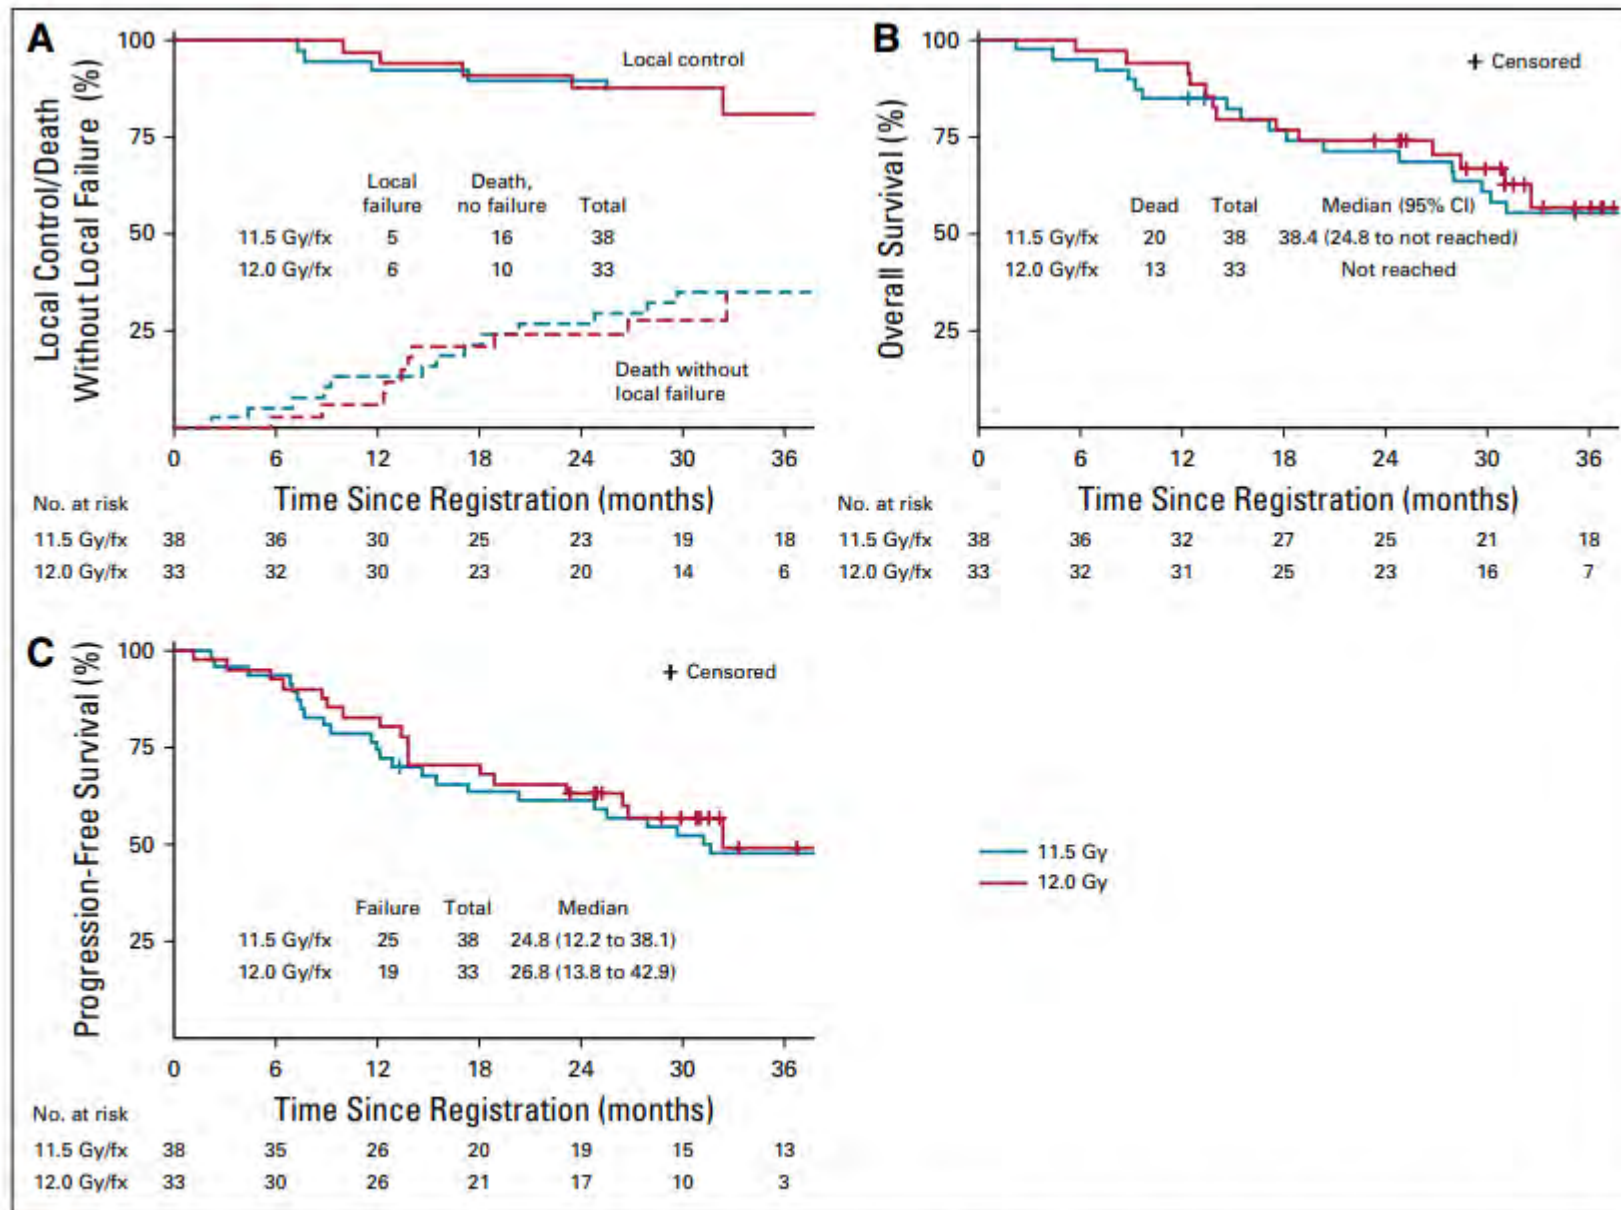 A
Local Control/Death
Without Local Failure (%)
100
75
50
25
Local control
Local failure Death, no failure Total
11.5 Gy/fx 5 16 38
12.0 Gy/fx 6 10 33
Death without
local failure
0 6 12 18 24 30 36
Time Since Registration (months)
No. at risk
11.5 Gy/fx 38 36 30 25 23 19 18
12.0 Gy/fx 33 32 30 23 20 14 6
B
Overall Survival (%)
100
75
50
25
+ Censored
Dead Total Median (95% CI)
11.5 Gy/fx 20 38 38.4 (24.8 to not reached)
12.0 Gy/fx 13 33 Not reached
0 6 12 18 24 30 36
Time Since Registration (months)
No. at risk
11.5 Gy/fx 38 36 32 27 25 21 18
12.0 Gy/fx 33 32 31 25 23 16 7
C
Progression-Free Survival (%)
100
75
50
25
+ Censored
Failure Total Median
11.5 Gy/fx 25 38 24.8 (12.2 to 38.1)
12.0 Gy/fx 19 33 26.8 (13.8 to 42.9)
0 6 12 18 24 30 36
Time Since Registration (months)
No. at risk
11.5 Gy/fx 38 35 26 20 19 15 13
12.0 Gy/fx 33 30 26 21 17 10 3
11.5 Gy
12.0 Gy